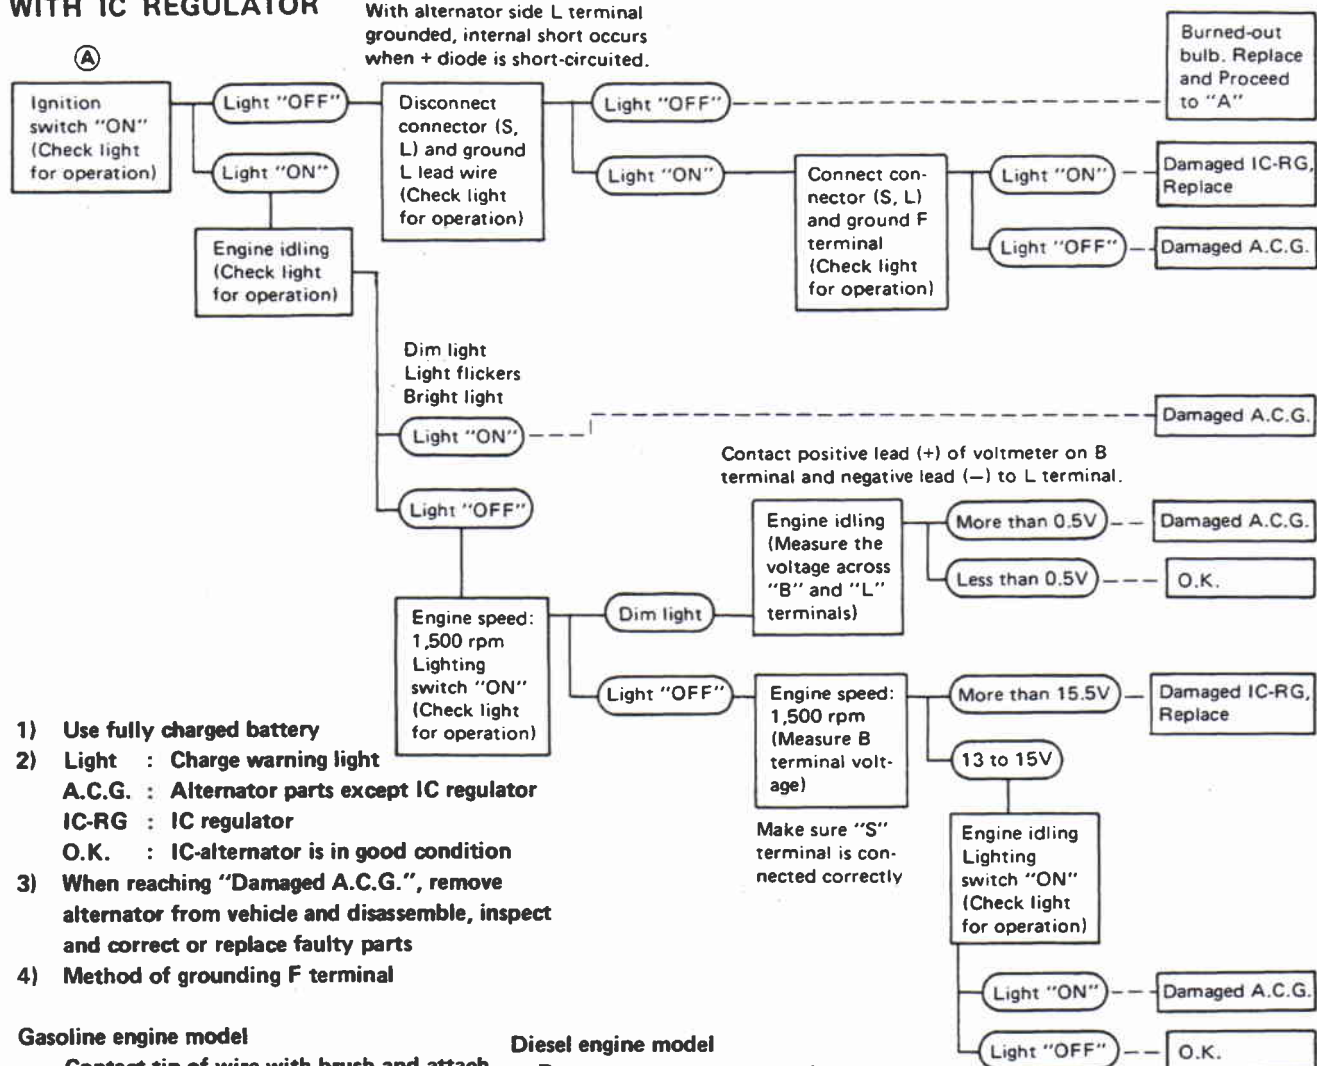 WITH IC REGULATOR
With alternator side L terminal
grounded, internal short occurs
when + diode is short-circuited.
A
Ignition
switch "ON"
(Check light
for operation)
Light "OFF"
Light "ON"
Disconnect
connector (S,
L) and ground
L lead wire
(Check light
for operation)
Light "OFF"
Light "ON"
Burned-out
bulb. Replace
and Proceed
to "A"
Connect con-
nector (S, L)
and ground F
terminal
(Check light
for operation)
Light "ON"
Damaged IC-RG,
Replace
Light "OFF"
Damaged A.C.G.
Engine idling
(Check light
for operation)
Dim light
Light flickers
Bright light
Light "ON"
Damaged A.C.G.
Light "OFF"
Contact positive lead (+) of voltmeter on B
terminal and negative lead (—) to L terminal.
Engine speed:
1,500 rpm
Lighting
switch "ON"
(Check light
for operation)
Dim light
Engine idling
(Measure the
voltage across
"B" and "L"
terminals)
More than 0.5V
Damaged A.C.G.
Less than 0.5V
O.K.
Light "OFF"
Engine speed:
1,500 rpm
(Measure B
terminal volt-
age)
Make sure "S"
terminal is con-
nected correctly
More than 15.5V
Damaged IC-RG,
Replace
13 to 15V
Engine idling
Lighting
switch "ON"
(Check light
for operation)
Light "ON"
Damaged A.C.G.
Light "OFF"
O.K.
1) Use fully charged battery
2) Light : Charge warning light
A.C.G. : Alternator parts except IC regulator
IC-RG : IC regulator
O.K. : IC-alternator is in good condition
3) When reaching "Damaged A.C.G.", remove
alternator from vehicle and disassemble, inspect
and correct or replace faulty parts
4) Method of grounding F terminal
Gasoline engine model
Contact tip of wire with brush and attach
Diesel engine model